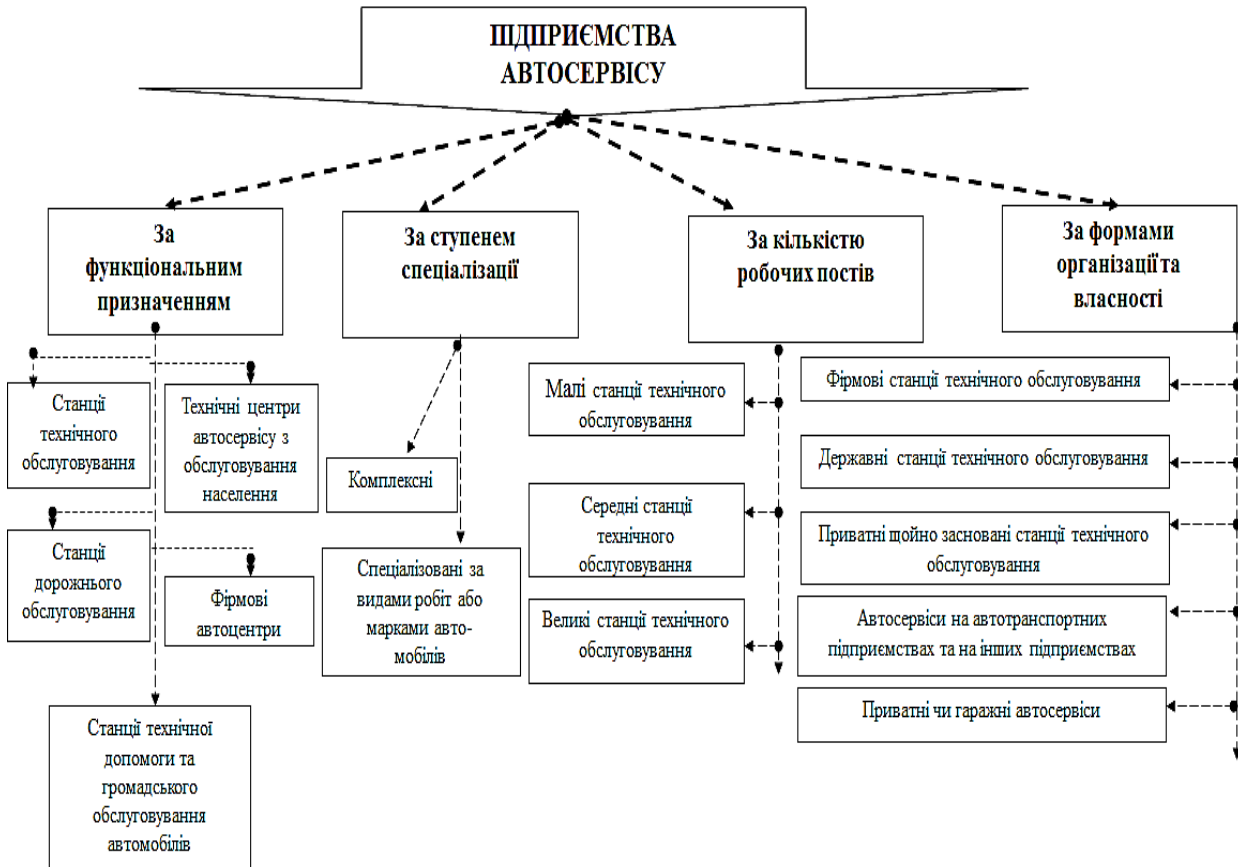 ПІДПРИЄМСТВА
АВТОСЕРВІСУ
За
функціональним
призначенням
За ступенем
спеціалізації
За кількістю
робочих постів
За формами
організації та
власності
Станції
технічного
обслуговування
Технічні центри
автосервісу з
обслуговування
населення
Станції
дорожнього
обслуговування
Фірмові
автоцентри
Станції технічної
допомоги та
громадського
обслуговування
автомобілів
Комплексні
Спеціалізовані за
видами робіт або
марками авто-
мобілів
Малі станції технічного
обслуговування
Середні станції
технічного
обслуговування
Великі станції технічного
обслуговування
Фірмові станції технічного обслуговування
Державні станції технічного обслуговування
Приватні щойно засновані станції технічного
обслуговування
Автосервіси на автотранспортних
підприємствах та на інших підприємствах
Приватні чи гаражні автосервіси